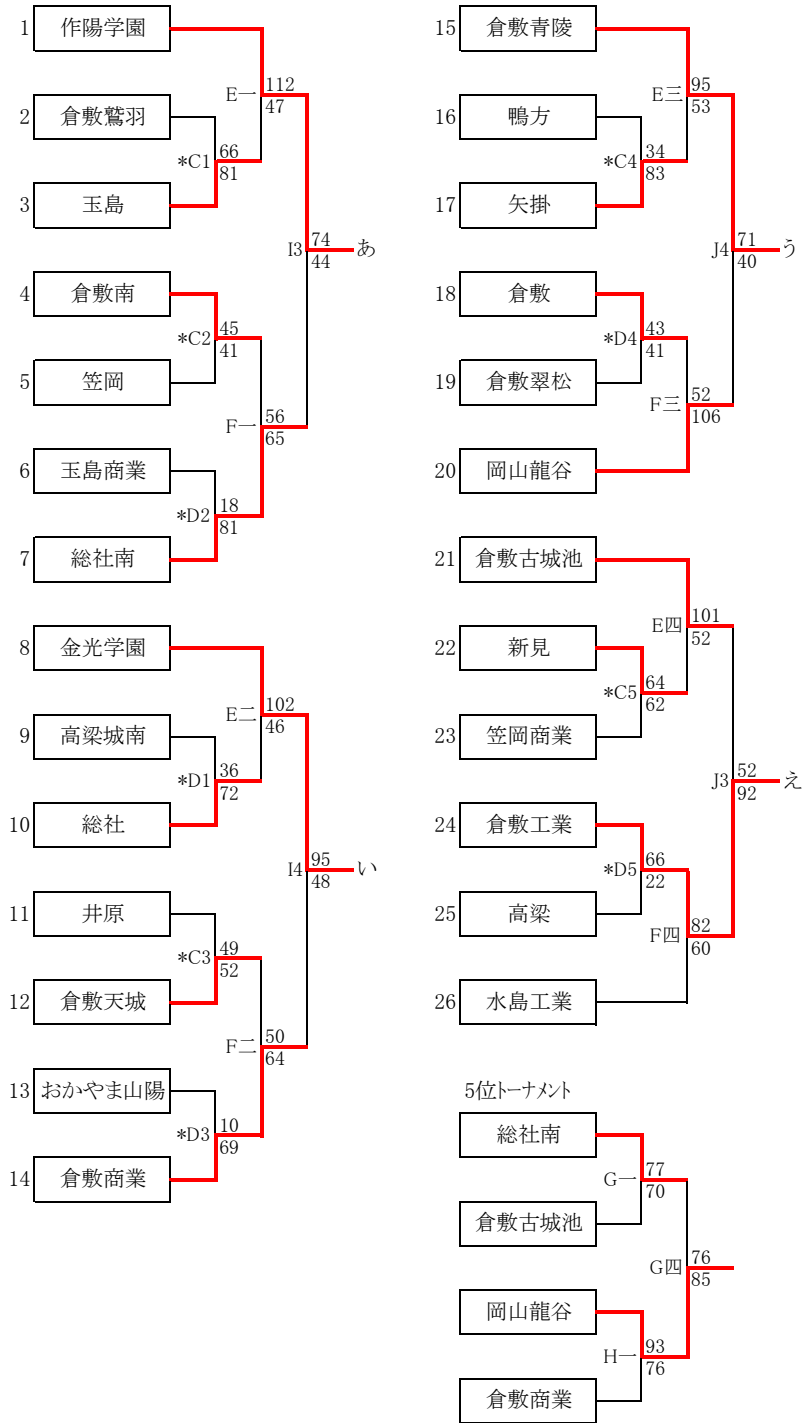 1 作陽学園
E一 112
47
2 倉敷鷲羽
*C1 66
81
3 玉島
I3 74 あ
44
4 倉敷南
*C2 45
41
5 笠岡
F一 56
65
6 玉島商業
*D2 18
81
7 総社南
8 金光学園
E二 102
46
9 高梁城南
*D1 36
72
10 総社
I4 95 い
48
11 井原
*C3 49
52
12 倉敷天城
F二 50
64
13 おかやま山陽
*D3 10
69
14 倉敷商業
15 倉敷青陵
E三 95
53
16 鴨方
*C4 34
83
17 矢掛
J4 71 う
40
18 倉敷
*D4 43
41
19 倉敷翠松
F三 52
106
20 岡山龍谷
21 倉敷古城池
E四 101
52
22 新見
*C5 64
62
23 笠岡商業
J3 52 え
92
24 倉敷工業
*D5 66
22
25 高梁
F四 82
60
26 水島工業
5位トーナメント
総社南
G一 77
70
倉敷古城池
G四 76
85
岡山龍谷
H一 93
76
倉敷商業